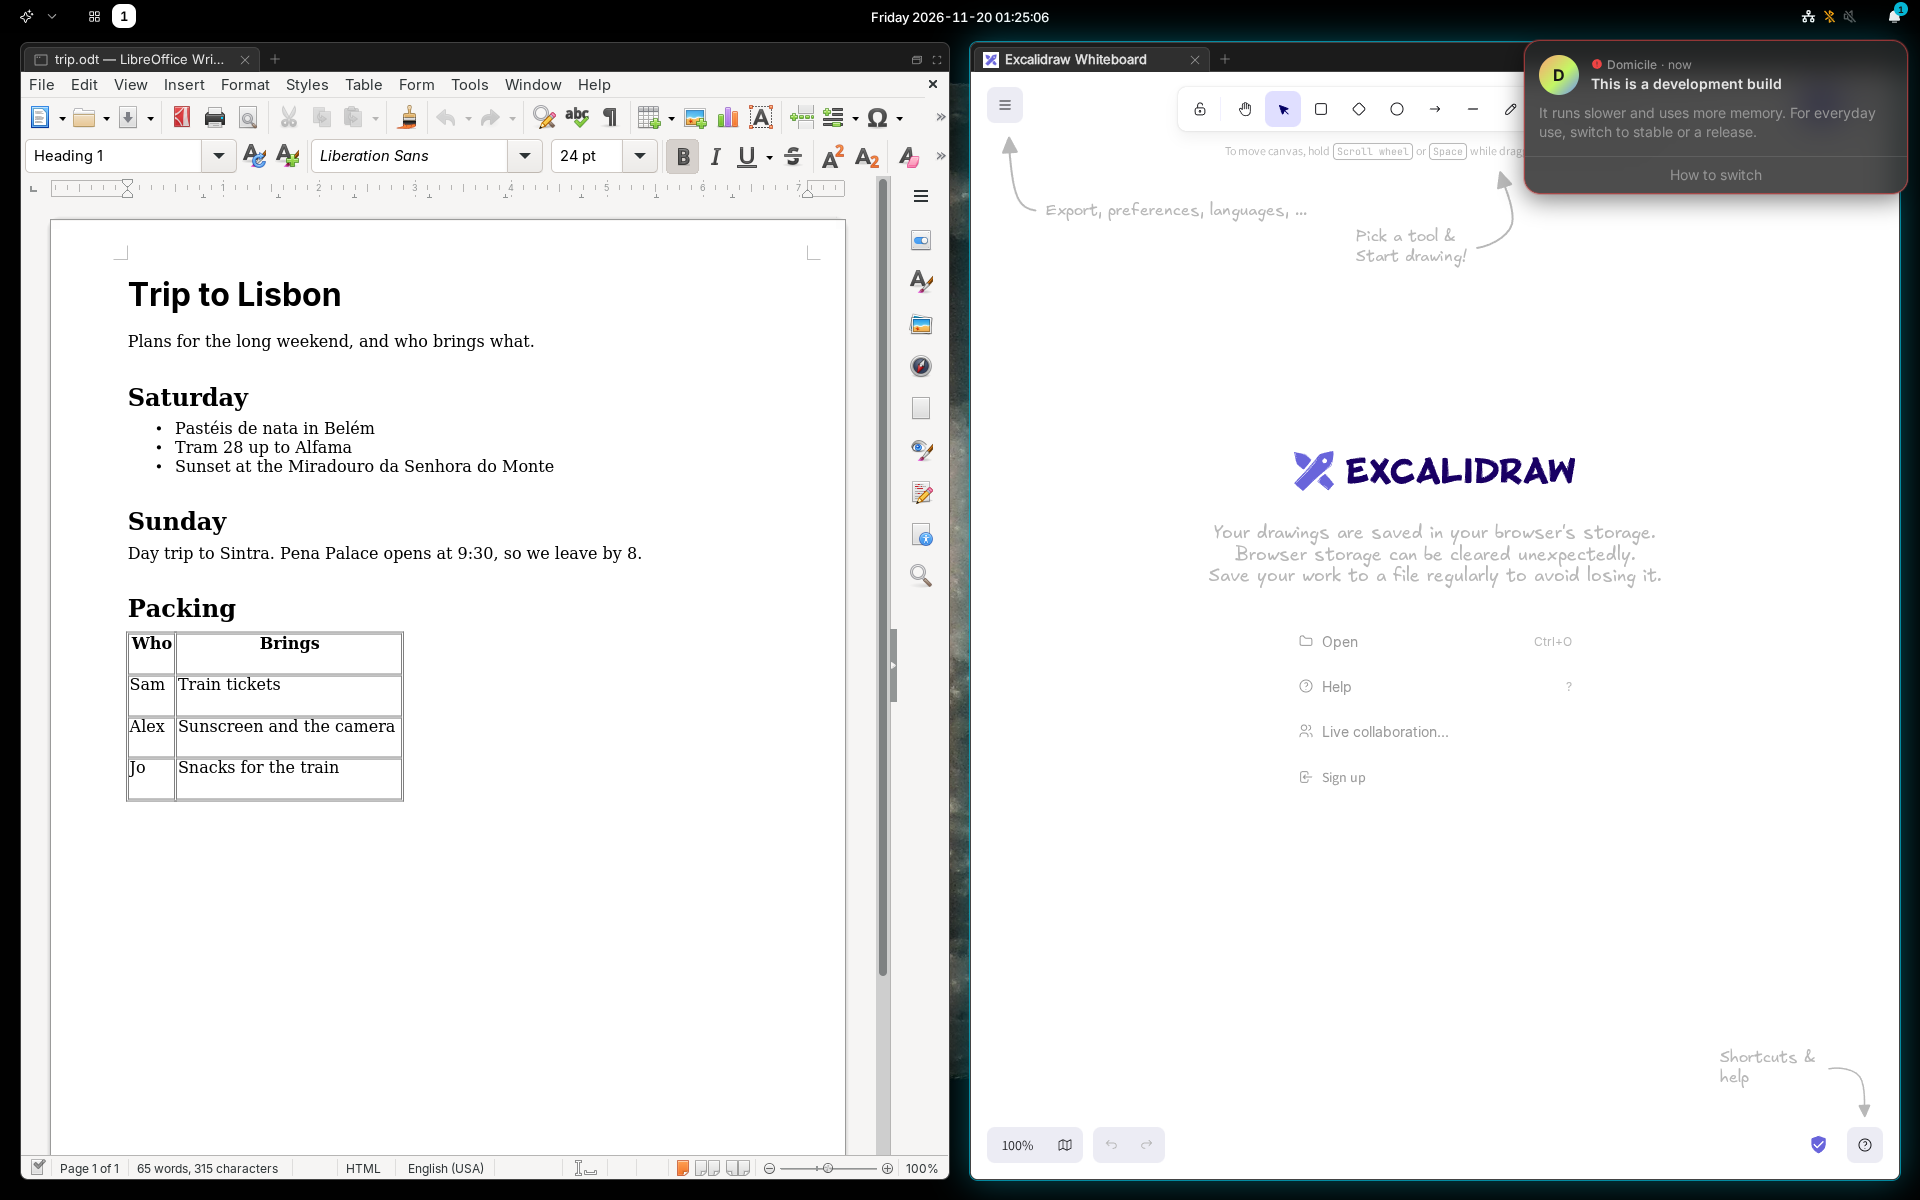 1
Friday 2026-11-20 01:25:06
1
trip.odt — LibreOffice Wri...
File Edit View Insert Format Styles Table Tools Window Help
Heading 1
Liberation Sans
24 pt
1 2 3 4 5 6 7
Trip to Lisbon
Plans for the long weekend, and who brings what.
Saturday
• Pastéis de nata in Belém
• Tram 28 up to Alfama
• Sunset at the Miradouro da Senhora do Monte
Sunday
Day trip to Sintra. Pena Palace opens at 9:30, so we leave by 8.
Packing
Who Brings
Sam Train tickets
Alex Sunscreen and the camera
Jo Snacks for the train
Page 1 of 1
65 words, 315 characters
HTML
English (USA)
100%
Excalidraw Whiteboard
To move canvas, hold Scroll wheel or Space while drag
Export, preferences, languages, ...
Pick a tool &
Start drawing!
D
Domicile · now
This is a development build
It runs slower and uses more memory. For everyday
use, switch to stable or a release.
How to switch
EXCALIDRAW
Your drawings are saved in your browser's storage.
Browser storage can be cleared unexpectedly.
Save your work to a file regularly to avoid losing it.
Open Ctrl+O
Help ?
Live collaboration...
Sign up
Shortcuts &
help
100%